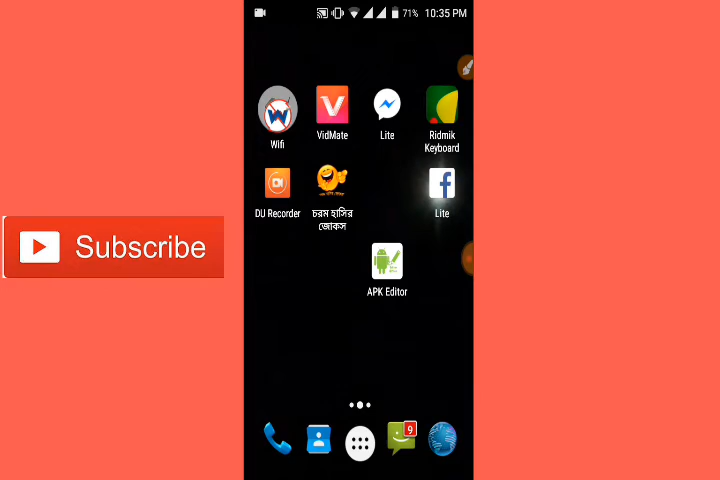 71% 10:35 PM
Wifi
VidMate
Lite
Ridmik
Keyboard
DU Recorder
চরম হাসির
জোকস
Lite
Subscribe
APK Editor
9